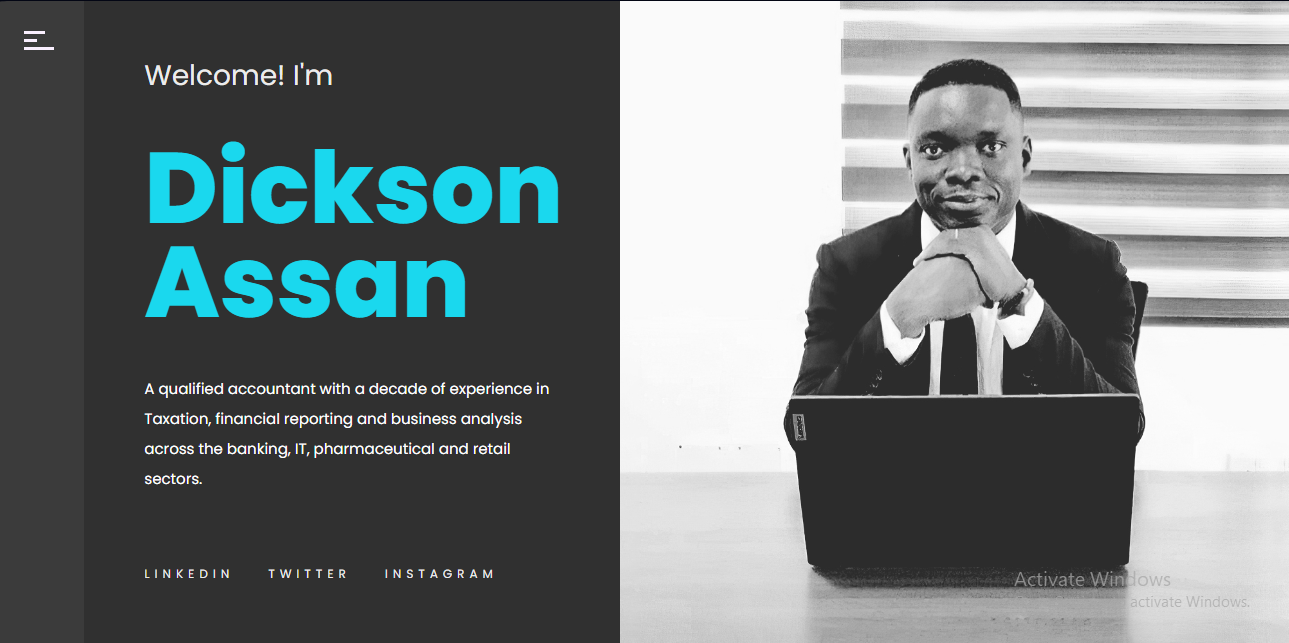 Welcome! I'm
Dickson
Assan
A qualified accountant with a decade of experience in
Taxation, financial reporting and business analysis
across the banking, IT, pharmaceutical and retail
sectors.
LINKEDIN TWITTER INSTAGRAM
Activate Windows
activate Windows.